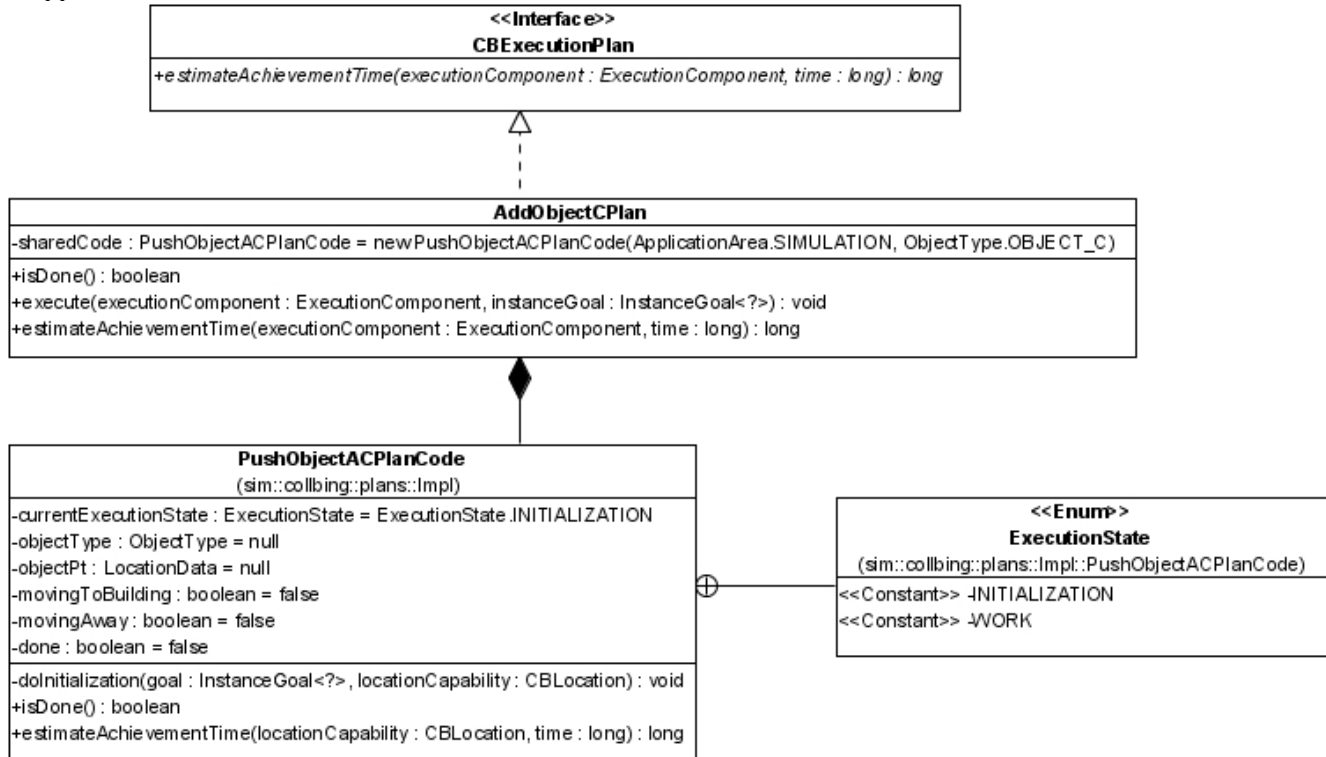 <<Interface>>
CBExecutionPlan
+estimateAchievementTime(executionComponent : ExecutionComponent, time : long) : long
AddObjectCPlan
-sharedCode : PushObjectACPlanCode = newPushObjectACPlanCode(ApplicationArea.SIMULATION, ObjectType.OBJECT_C)
+isDone() : boolean
+execute(executionComponent : ExecutionComponent, instanceGoal : InstanceGoal<?>) : void
+estimateAchievementTime(executionComponent : ExecutionComponent, time : long) : long
PushObjectACPlanCode
(sim::collbing::plans::Impl)
-currentExecutionState : ExecutionState = ExecutionState.INITIALIZATION
-objectType : ObjectType = null
-objectPt : LocationData = null
-movingToBuilding : boolean = false
-movingAway : boolean = false
-done : boolean = false
-doInitialization(goal : InstanceGoal<?>, locationCapability : CBLocation) : void
+isDone() : boolean
+estimateAchievementTime(locationCapability : CBLocation, time : long) : long
<<Enum>>
ExecutionState
(sim::collbing::plans::Impl::PushObjectACPlanCode)
<<Constant>> -INITIALIZATION
<<Constant>> -WORK